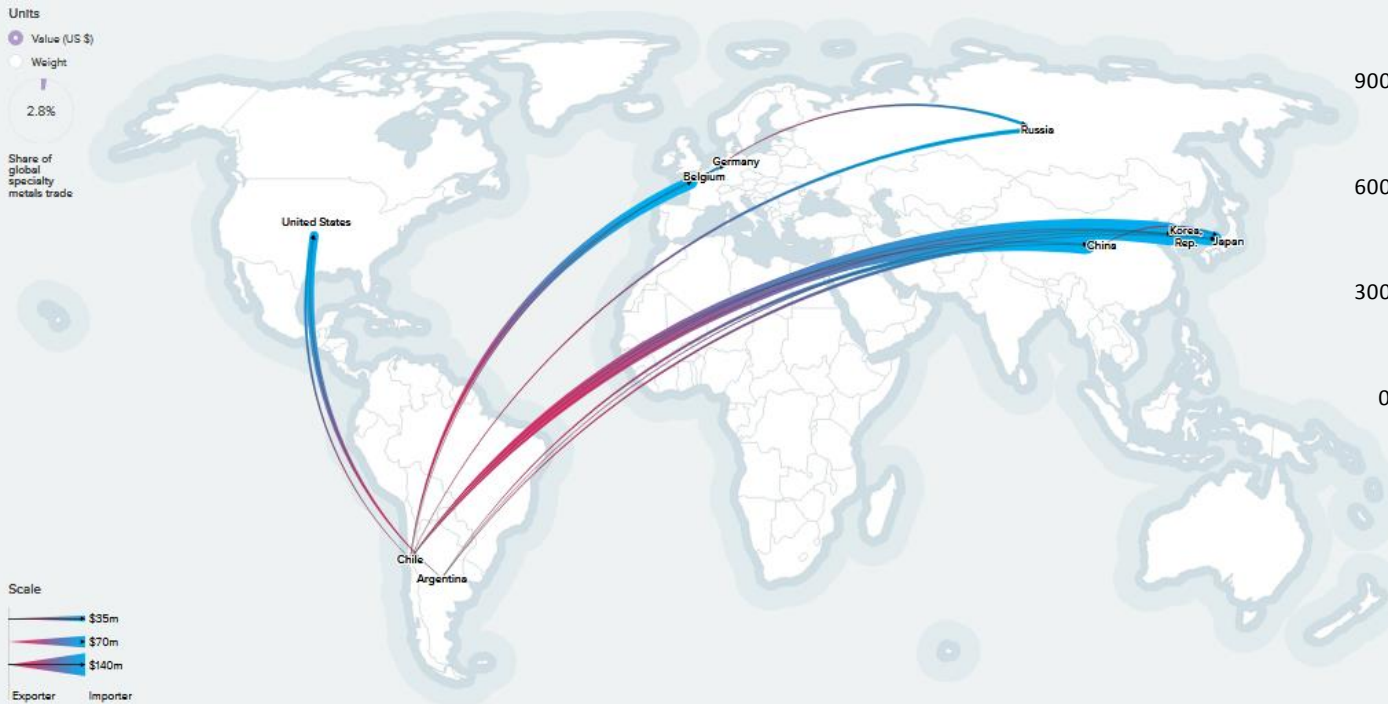 Units
Value (US $)
Weight
2.8%
Share of
global
specialty
metals trade
Russia
Germany
Belgium
United States
Korea,
Rep.
Japan
China
Chile
Argentina
Scale
$35m
$70m
$140m
Exporter
Importer
900
600
300
0